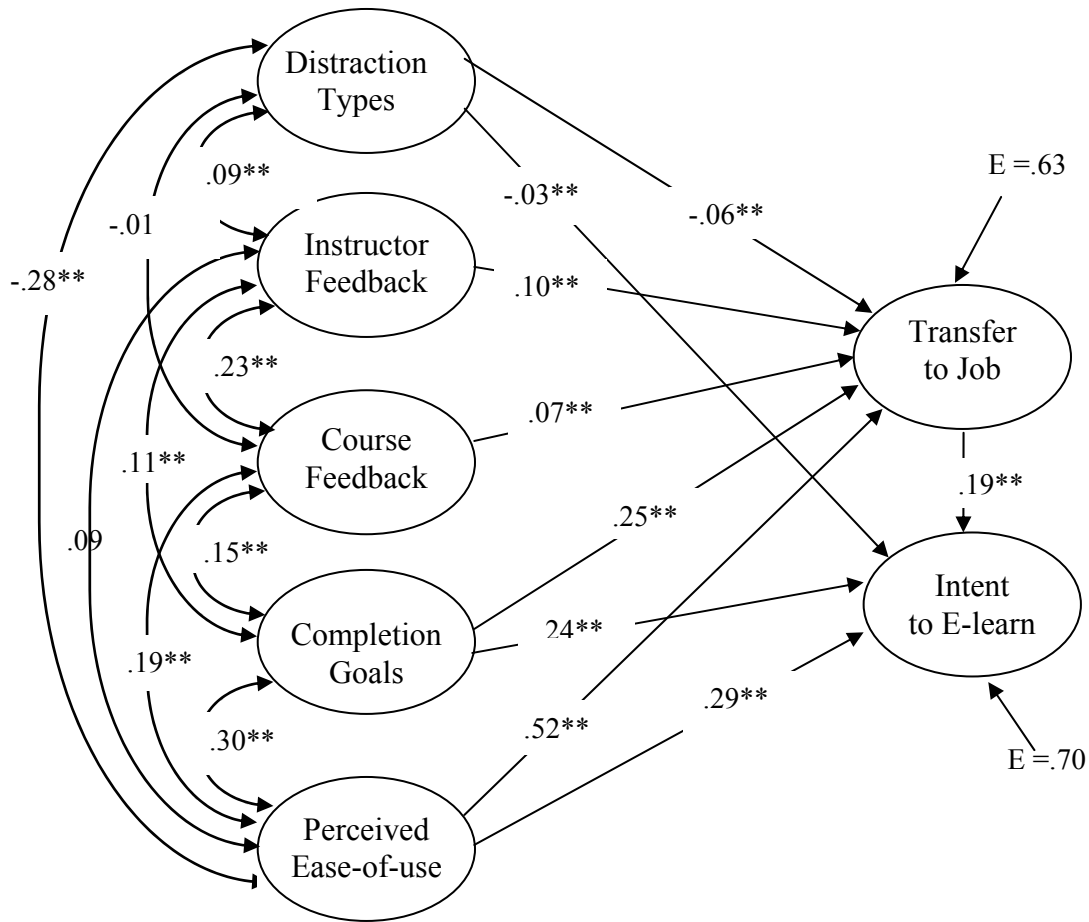 Distraction
Types
E =.63
.09**
-.03**
-.06**
-.01
Instructor
Feedback
-.28**
.10**
Transfer
to Job
.23**
.07**
Course
Feedback
.11**
.19**
.25**
.09
.15**
Intent
to E-learn
Completion
Goals
24**
.19**
.29**
.52**
.30**
E =.70
Perceived
Ease-of-use